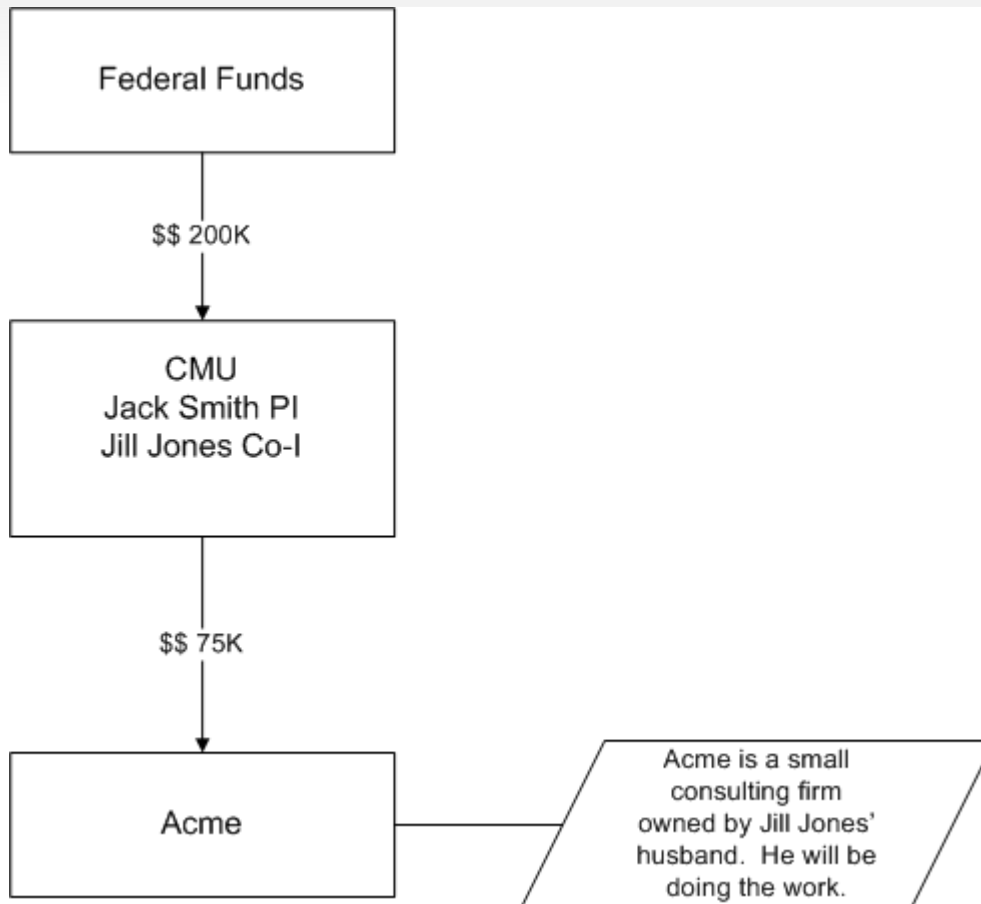 Federal Funds
$$ 200K
CMU
Jack Smith PI
Jill Jones Co-I
$$ 75K
Acme
Acme is a small
consulting firm
owned by Jill Jones’
husband.  He will be
doing the work.